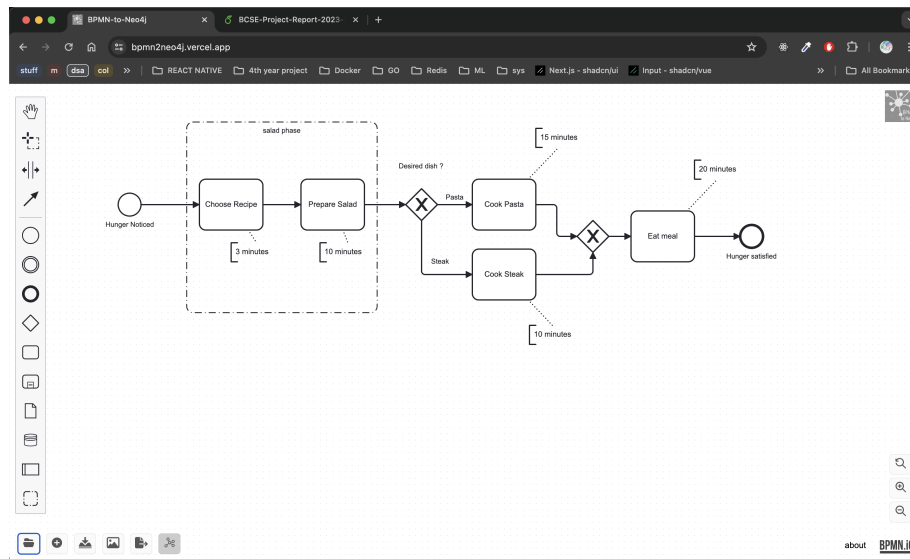 BPMN-to-Neo4j
BCSE-Project-Report-2023-
bpmn2neo4j.vercel.app
stuff
m
dsa
col
REACT NATIVE
4th year project
Docker
GO
Redis
ML
sys
Next.js - shadcn/ui
Input - shadcn/vue
All Bookmark
salad phase
15 minutes
Desired dish ?
20 minutes
Pasta
Choose Recipe
Prepare Salad
Cook Pasta
Hunger Noticed
Eat meal
3 minutes
10 minutes
Hunger satisfied
Steak
Cook Steak
10 minutes
about
BPMN.i